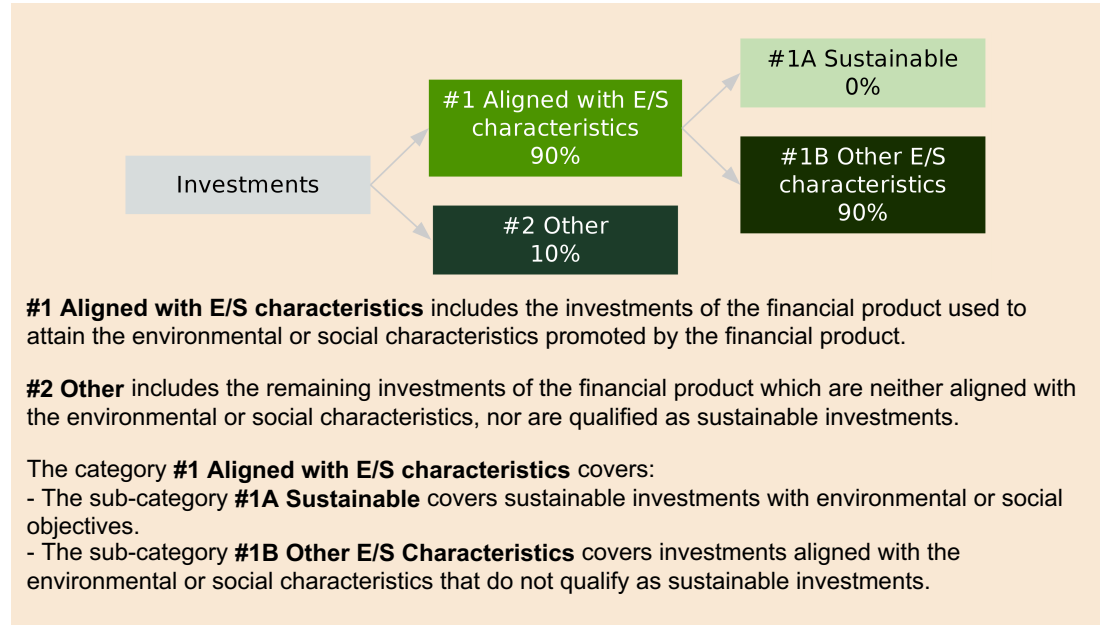 #1A Sustainable
0%
#1 Aligned with E/S
characteristics
90%
#1B Other E/S
characteristics
90%
Investments
#2 Other
10%
#1 Aligned with E/S characteristics includes the investments of the financial product used to
attain the environmental or social characteristics promoted by the financial product.
#2 Other includes the remaining investments of the financial product which are neither aligned with
the environmental or social characteristics, nor are qualified as sustainable investments.
The category #1 Aligned with E/S characteristics covers:
- The sub-category #1A Sustainable covers sustainable investments with environmental or social
objectives.
- The sub-category #1B Other E/S Characteristics covers investments aligned with the
environmental or social characteristics that do not qualify as sustainable investments.